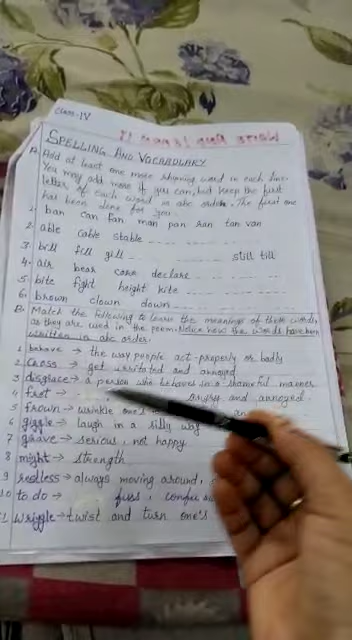 CLASS-IV
SPELLING AND VOCABULARY
A. Add at least one more rhyming word in each line.
You may add more if you can, but keep the first
letter of each word in abc order. The first one
has been done for you.
1. ban can fan man pan ran tan van
2. able cable stable
3. bill fill gill still till
4. air bear care declare
5. bite fight height kite
6. brown clown down
B. Match the following to learn the meanings of these words
as they are used in the poem. Notice how the words have been
written in abc order.
1 behave → the way people act-properly or badly
2 Cross → get irritated and annoyed
3 disgrace → a person who behaves in a shameful manner
4 fret → angry and annoyed.
5 frown → wrinkle one's
6 giggle → laugh in a silly way
7 grave → serious, not happy
8 might → strength
9 restless → always moving around,
10 to do → fuss,
11 wriggle → twist and turn one's